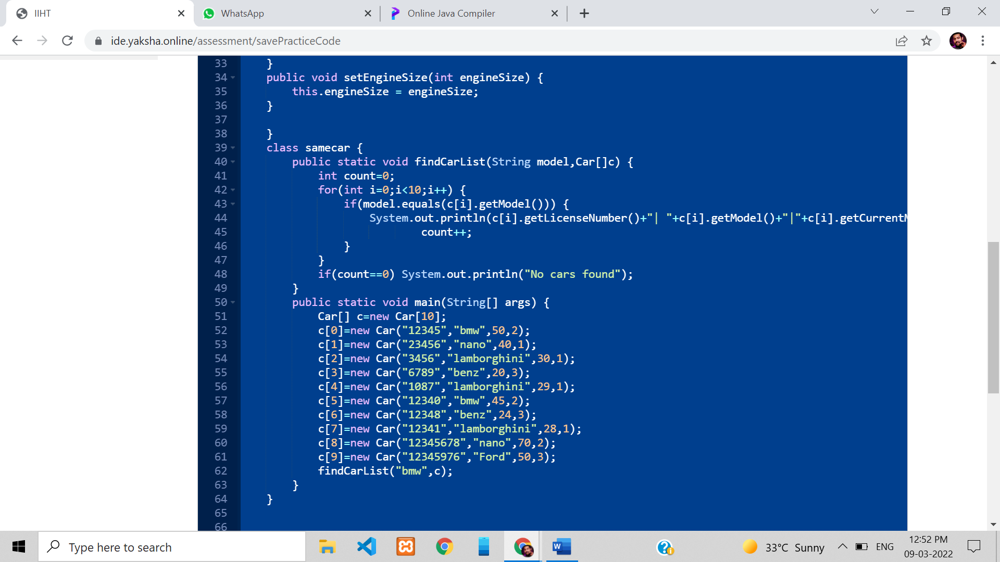 IIHT
WhatsApp
Online Java Compiler
ide.yaksha.online/assessment/savePracticeCode
33 }
34 public void setEngineSize(int engineSize) {
35 this.engineSize = engineSize;
36 }
37
38 }
39 class samecar {
40 public static void findCarList(String model,Car[]c) {
41 int count=0;
42 for(int i=0;i<10;i++) {
43 if(model.equals(c[i].getModel())) {
44 System.out.println(c[i].getLicenseNumber()+"| "+c[i].getModel()+"|"+c[i].getCurrentM
45 count++;
46 }
47 }
48 if(count==0) System.out.println("No cars found");
49 }
50 public static void main(String[] args) {
51 Car[] c=new Car[10];
52 c[0]=new Car("12345","bmw",50,2);
53 c[1]=new Car("23456","nano",40,1);
54 c[2]=new Car("3456","lamborghini",30,1);
55 c[3]=new Car("6789","benz",20,3);
56 c[4]=new Car("1087","lamborghini",29,1);
57 c[5]=new Car("12340","bmw",45,2);
58 c[6]=new Car("12348","benz",24,3);
59 c[7]=new Car("12341","lamborghini",28,1);
60 c[8]=new Car("12345678","nano",70,2);
61 c[9]=new Car("12345976","Ford",50,3);
62 findCarList("bmw",c);
63 }
64 }
65
66
Type here to search
W
33°C Sunny
ENG
12:52 PM
09-03-2022